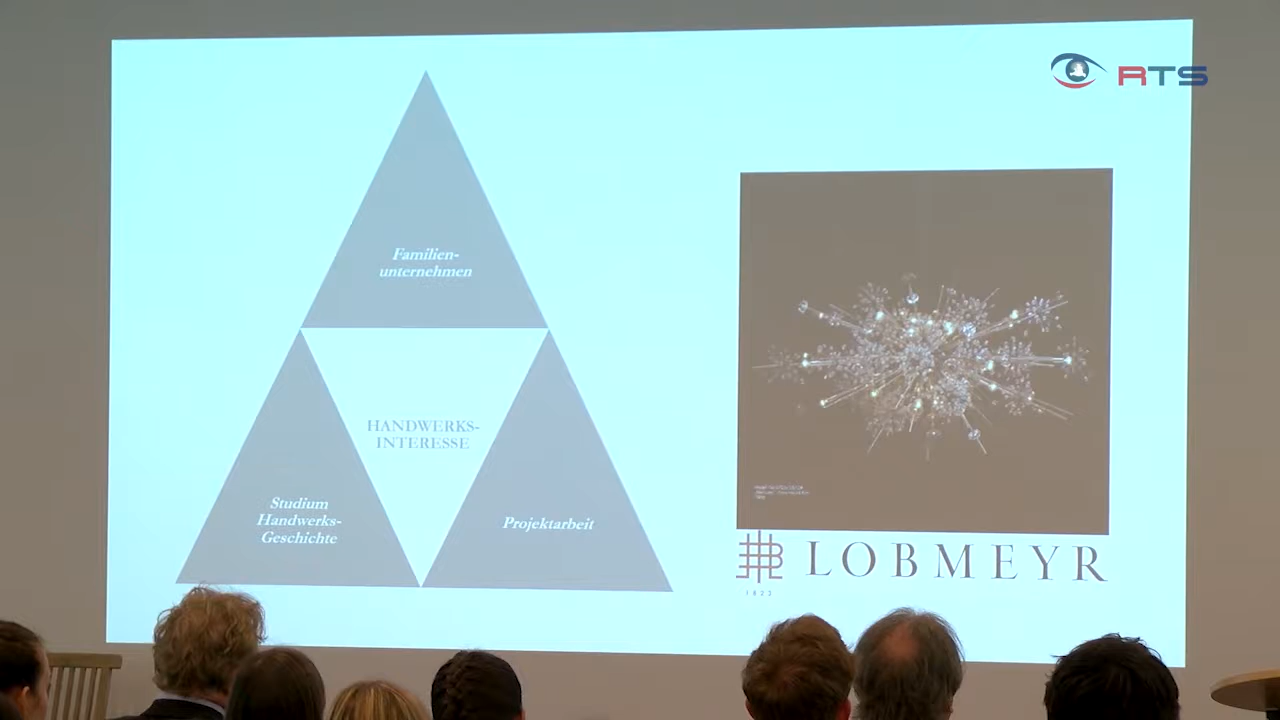 RTS
Familien-
unternehmen
HANDWERKS-
INTERESSE
Studium
Handwerks-
Geschichte
Projektarbeit
LOBMEYR
1823